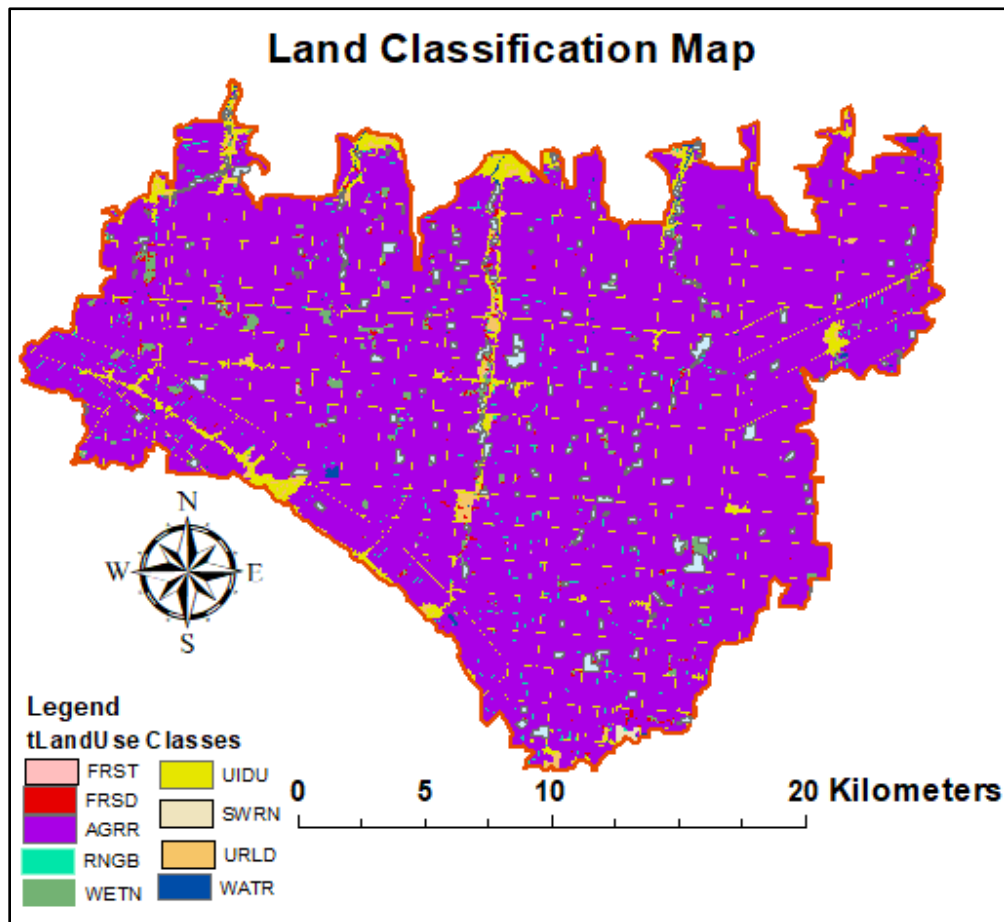 Land Classification Map
N
W E
S
Legend
tLandUse Classes
FRST
FRSD
AGRR
RNGB
WETN
UIDU
SWRN
URLD
WATR
0 5 10 20 Kilometers